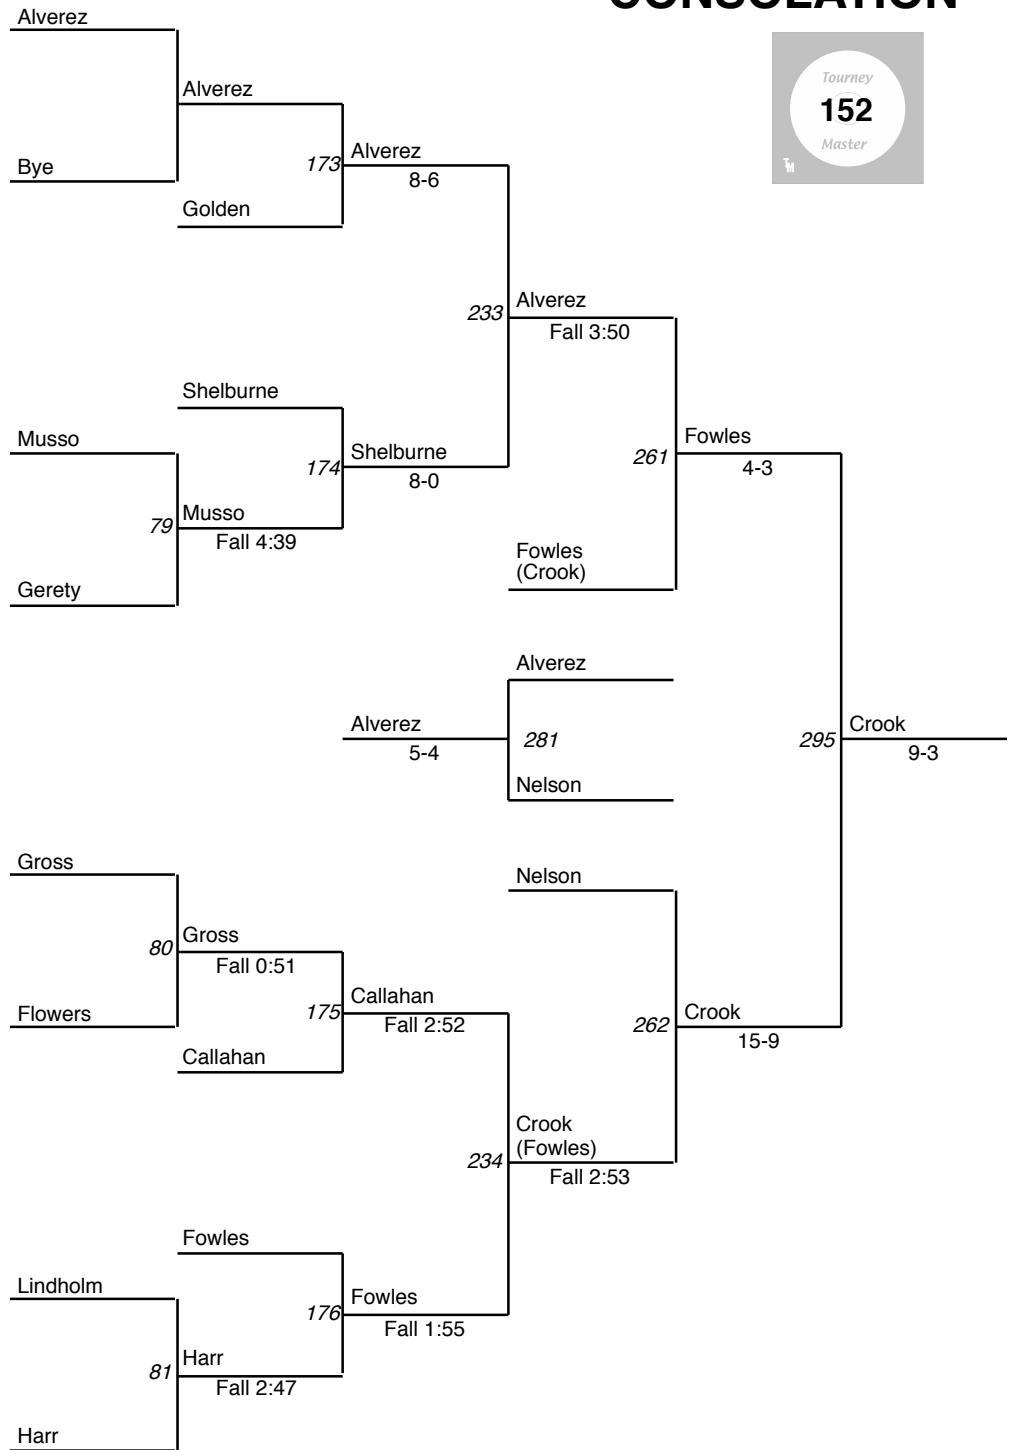 CONSOLATION
Alverez
Tourney
152
Master
TM
Alverez
173
Alverez
8-6
Bye
Golden
233
Alverez
Fall 3:50
Shelburne
Musso
174
Shelburne
8-0
261
Fowles
4-3
79
Musso
Fall 4:39
Fowles
(Crook)
Gerety
Alverez
Alverez
5-4
281
295
Crook
9-3
Nelson
Gross
Nelson
80
Gross
Fall 0:51
Callahan
Fall 2:52
175
Flowers
262
Crook
15-9
Callahan
Crook
(Fowles)
234
Fall 2:53
Fowles
Lindholm
176
Fowles
Fall 1:55
81
Harr
Fall 2:47
Harr